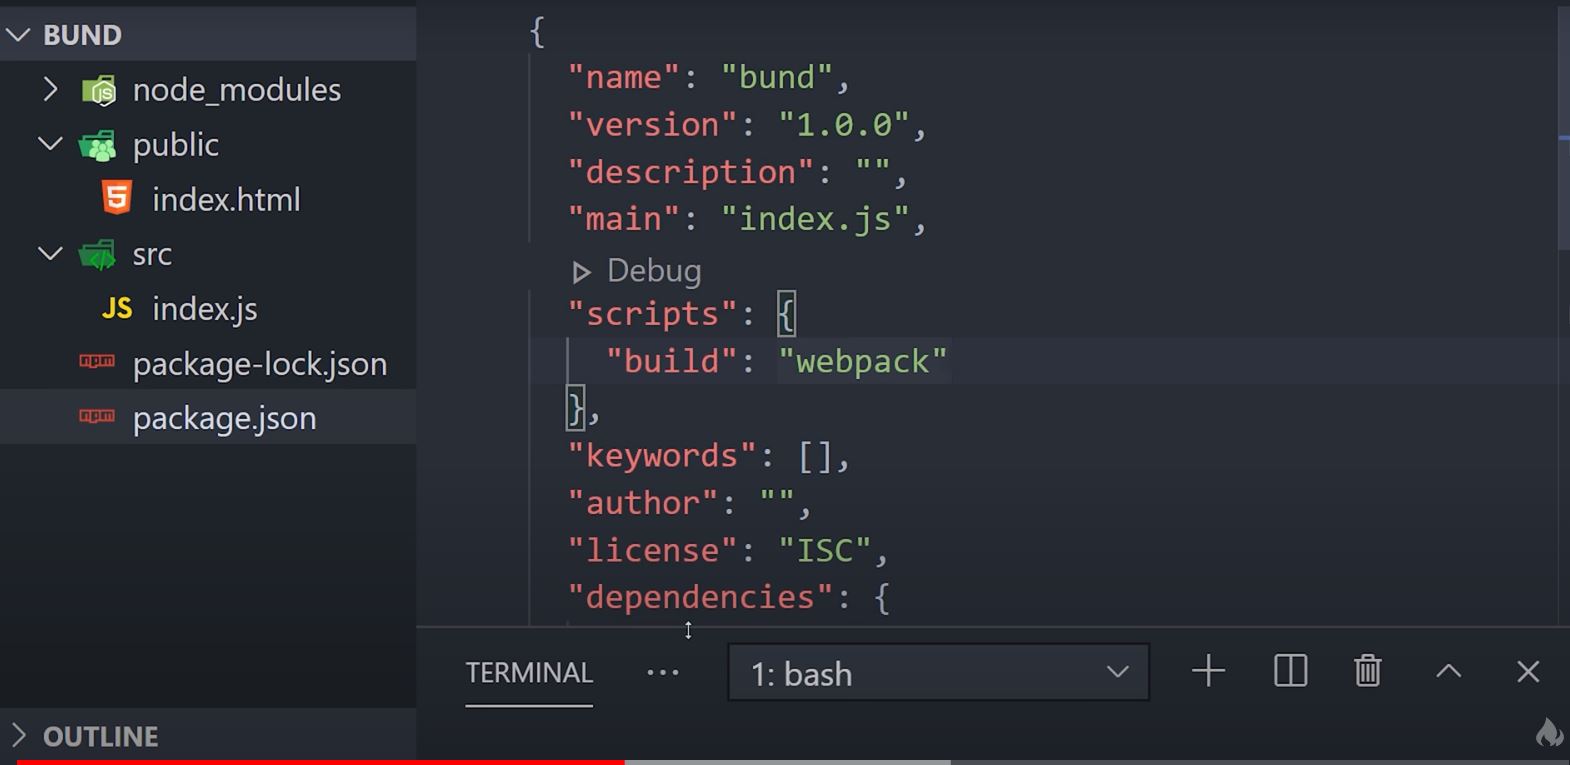 BUND
node_modules
public
index.html
src
JS index.js
package-lock.json
package.json
OUTLINE
{
"name": "bund",
"version": "1.0.0",
"description": "",
"main": "index.js",
Debug
"scripts": {
"build": "webpack"
},
"keywords": [],
"author": "",
"license": "ISC",
"dependencies": {
TERMINAL ... 1: bash